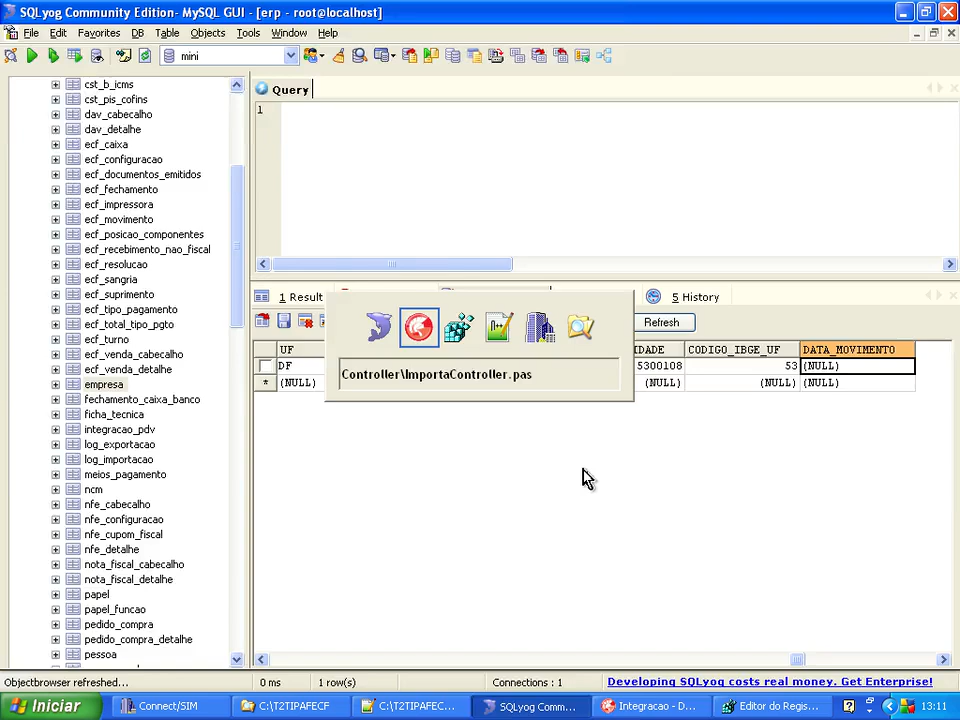 SQLyog Community Edition- MySQL GUI - [erp - root@localhost]
File Edit Favorites DB Table Objects Tools Window Help
mini
cst_b_icms
cst_pis_cofins
dav_cabecalho
dav_detalhe
ecf_caixa
ecf_configuracao
ecf_documentos_emitidos
ecf_fechamento
ecf_impressora
ecf_movimento
ecf_posicao_componentes
ecf_recebimento_nao_fiscal
ecf_resolucao
ecf_sangria
ecf_suprimento
ecf_tipo_pagamento
ecf_total_tipo_pgto
ecf_turno
ecf_venda_cabecalho
ecf_venda_detalhe
empresa
fechamento_caixa_banco
ficha_tecnica
integracao_pdv
log_exportacao
log_importacao
meios_pagamento
ncm
nfe_cabecalho
nfe_configuracao
nfe_cupom_fiscal
nfe_detalhe
nota_fiscal_cabecalho
nota_fiscal_detalhe
papel
papel_funcao
pedido_compra
pedido_compra_detalhe
pessoa
Query
1
1 Result
5 History
Refresh
UF IDADE CODIGO_IBGE_UF DATA_MOVIMENTO
DF 5300108 53 (NULL)
* (NULL) (NULL) (NULL) (NULL)
Controller\ImportaController.pas
Objectbrowser refreshed... 0 ms 1 row(s) Connections : 1 Developing SQLyog costs real money. Get Enterprise!
Iniciar Connect/SIM C:\T2TIPAFECF C:\T2TIPAFEC... SQLyog Comm... Integracao - D... Editor do Regis... 13:11